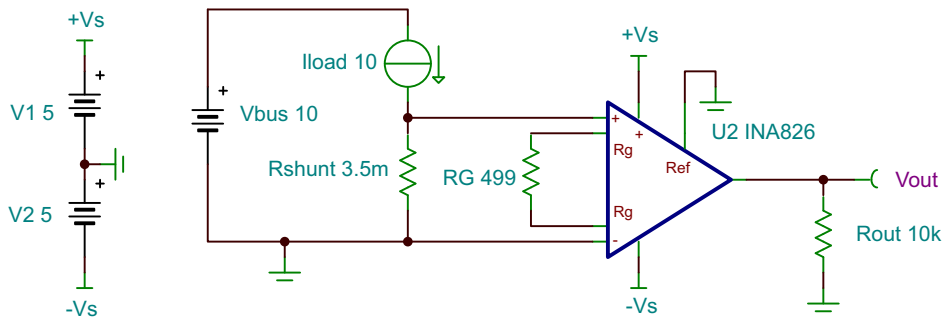 +Vs
+
V1 5
+
V2 5
-Vs
+
Vbus 10
Iload 10
Rshunt 3.5m
RG 499
+Vs
+
+
Rg
Ref
Rg
-
-Vs
U2 INA826
Vout
Rout 10k